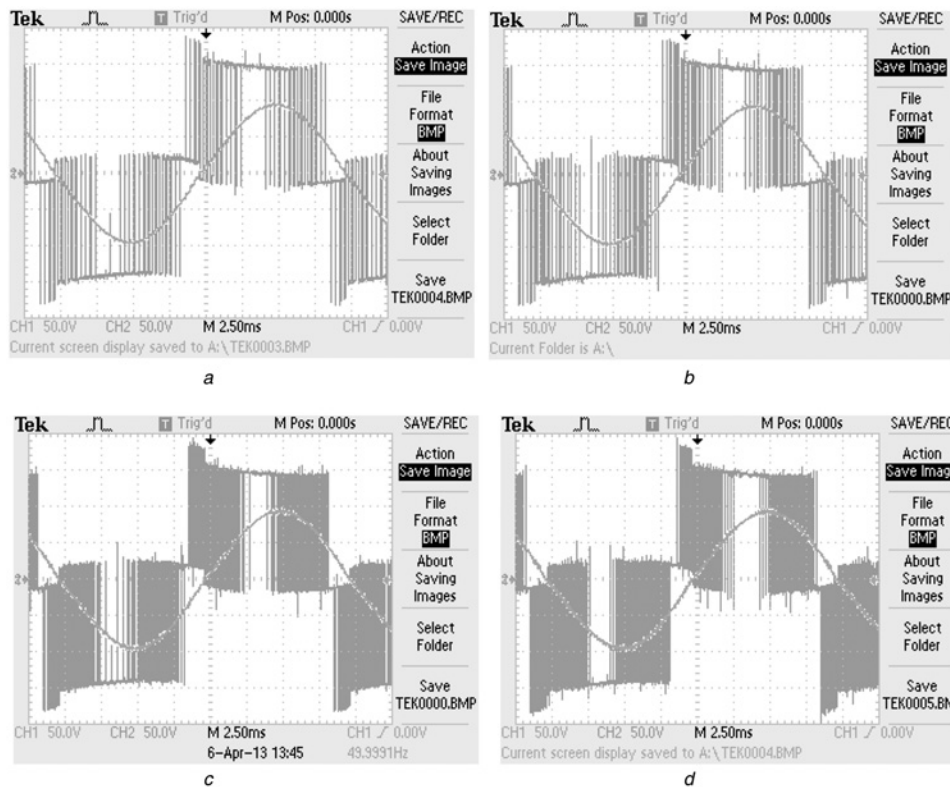 Tek T Trig'd M Pos: 0.000s SAVE/REC
Action
Save Image
File
Format
BMP
About
Saving
Images
Select
Folder
Save
TEK0004.BMP
2
CH1 50.0V CH2 50.0V M 2.50ms CH1 0.00V
Current screen display saved to A:\TEK0003.BMP
a
Tek T Trig'd M Pos: 0.000s SAVE/REC
Action
Save Image
File
Format
BMP
About
Saving
Images
Select
Folder
Save
TEK0000.BMP
2
CH1 50.0V CH2 50.0V M 2.50ms CH1 0.00V
Current Folder is A:\
b
Tek T Trig'd M Pos: 0.000s SAVE/REC
Action
Save Image
File
Format
BMP
About
Saving
Images
Select
Folder
Save
TEK0000.BMP
2
CH1 50.0V CH2 50.0V M 2.50ms CH1 0.00V
6-Apr-13 13:45 49.9991Hz
c
Tek T Trig'd M Pos: 0.000s SAVE/REC
Action
Save Image
File
Format
BMP
About
Saving
Images
Select
Folder
Save
TEK0005.BMP
2
CH1 50.0V CH2 50.0V M 2.50ms CH1 0.00V
Current screen display saved to A:\TEK0004.BMP
d